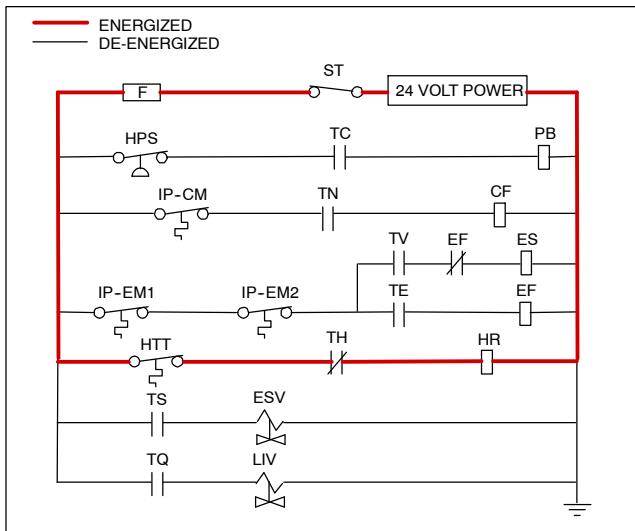 ENERGIZED
DE-ENERGIZED
F
ST
24 VOLT POWER
HPS
TC
PB
IP-CM
TN
CF
TV
EF
ES
IP-EM1
IP-EM2
TE
EF
HTT
TH
HR
TS
ESV
TQ
LIV